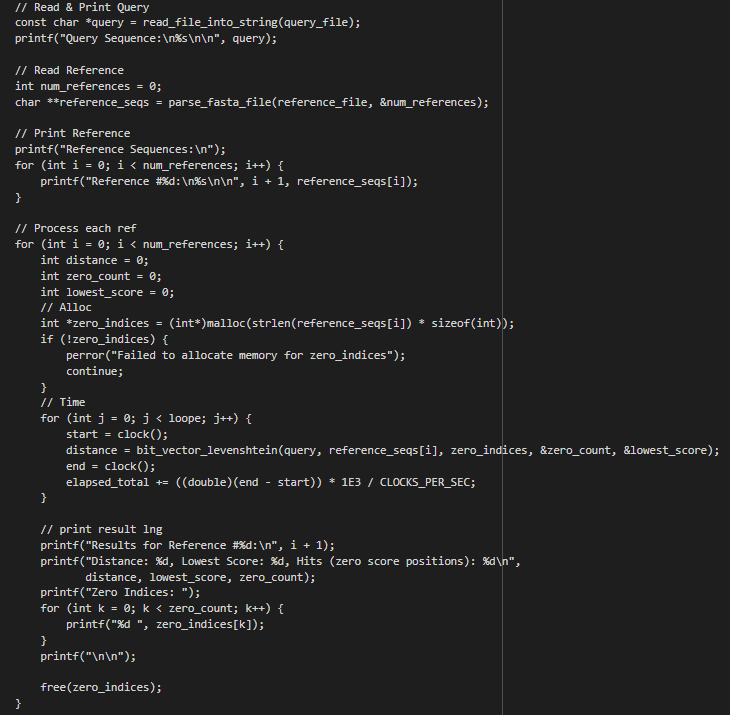 // Read & Print Query
const char *query = read_file_into_string(query_file);
printf("Query Sequence:\n%s\n\n", query);

// Read Reference
int num_references = 0;
char **reference_seqs = parse_fasta_file(reference_file, &num_references);

// Print Reference
printf("Reference Sequences:\n");
for (int i = 0; i < num_references; i++) {
    printf("Reference #%d:\n%s\n\n", i + 1, reference_seqs[i]);
}

// Process each ref
for (int i = 0; i < num_references; i++) {
    int distance = 0;
    int zero_count = 0;
    int lowest_score = 0;
    // Alloc
    int *zero_indices = (int*)malloc(strlen(reference_seqs[i]) * sizeof(int));
    if (!zero_indices) {
        perror("Failed to allocate memory for zero_indices");
        continue;
    }
    // Time
    for (int j = 0; j < loope; j++) {
        start = clock();
        distance = bit_vector_levenshtein(query, reference_seqs[i], zero_indices, &zero_count, &lowest_score);
        end = clock();
        elapsed_total += ((double)(end - start)) * 1E3 / CLOCKS_PER_SEC;
    }

    // print result lng
    printf("Results for Reference #%d:\n", i + 1);
    printf("Distance: %d, Lowest Score: %d, Hits (zero score positions): %d\n",
           distance, lowest_score, zero_count);
    printf("Zero Indices: ");
    for (int k = 0; k < zero_count; k++) {
        printf("%d ", zero_indices[k]);
    }
    printf("\n\n");

    free(zero_indices);
}